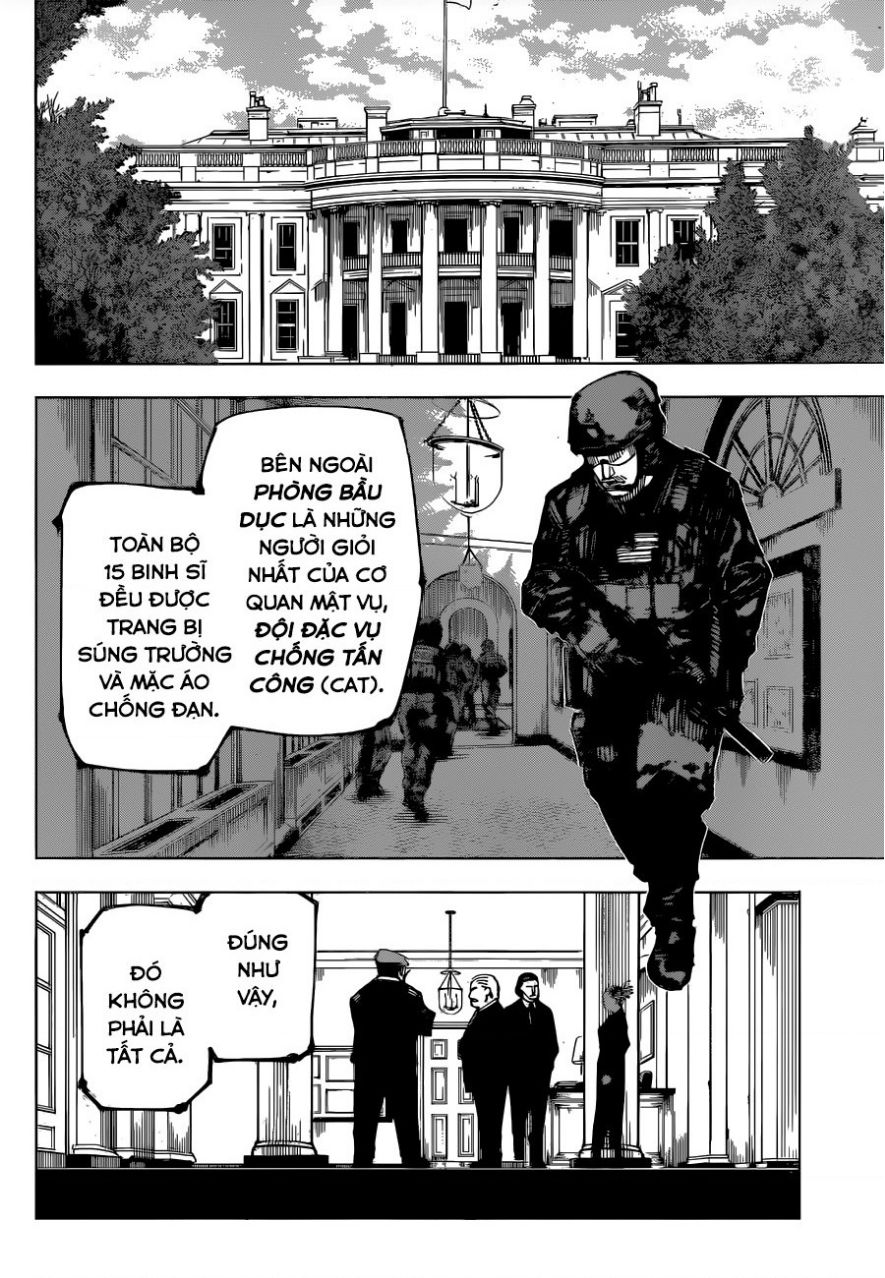 BÊN NGOÀI
PHÒNG BẦU
DỤC LÀ NHỮNG
NGƯỜI GIỎI
NHẤT CỦA CƠ
QUAN MẬT VỤ,
ĐỘI ĐẶC VỤ
CHỐNG TẤN
CÔNG (CAT).
TOÀN BỘ
15 BINH SĨ
ĐỀU ĐƯỢC
TRANG BỊ
SÚNG TRƯỜNG
VÀ MẶC ÁO
CHỐNG ĐẠN.
ĐÚNG NHƯ
VẬY,
ĐÓ
KHÔNG
PHẢI LÀ
TẤT CẢ.